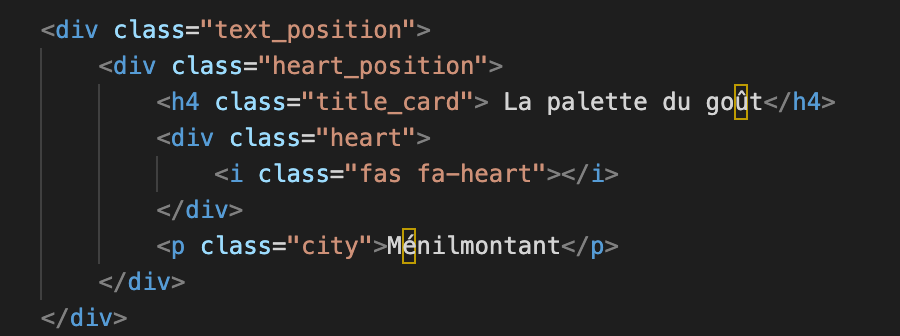 <div class="text_position">
<div class="heart_position">
<h4 class="title_card"> La palette du goût</h4>
<div class="heart">
<i class="fas fa-heart"></i>
</div>
<p class="city">Ménilmontant</p>
</div>
</div>